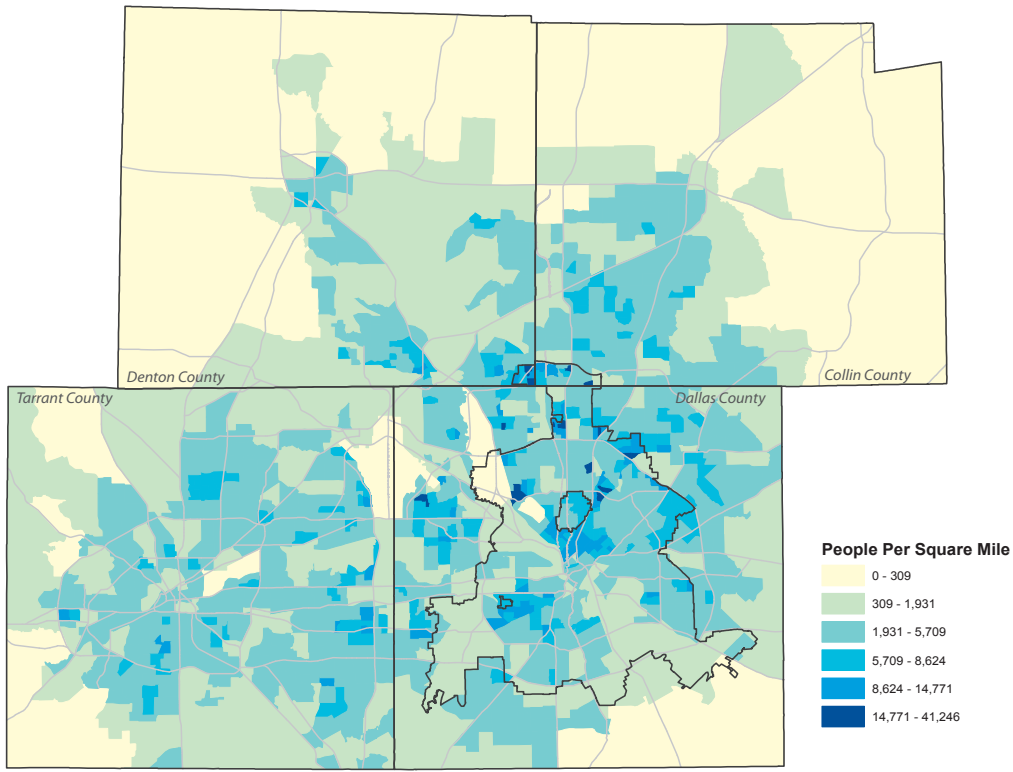 Denton County
Collin County
Tarrant County
Dallas County
People Per Square Mile
0 - 309
309 - 1,931
1,931 - 5,709
5,709 - 8,624
8,624 - 14,771
14,771 - 41,246